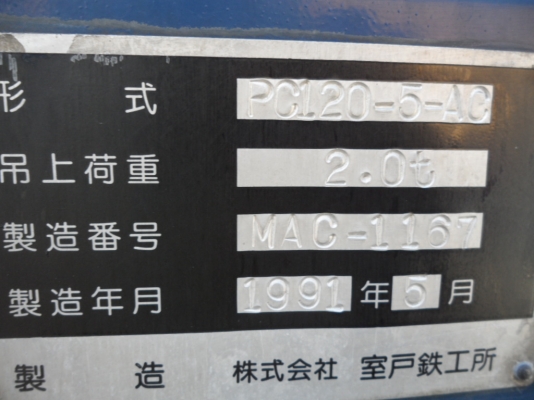 形式 PC120-5-AC
吊上荷重 2.0t
製造番号 MAC-1167
製造年月 1991年5月
製造 株式会社 室戸鉄工所